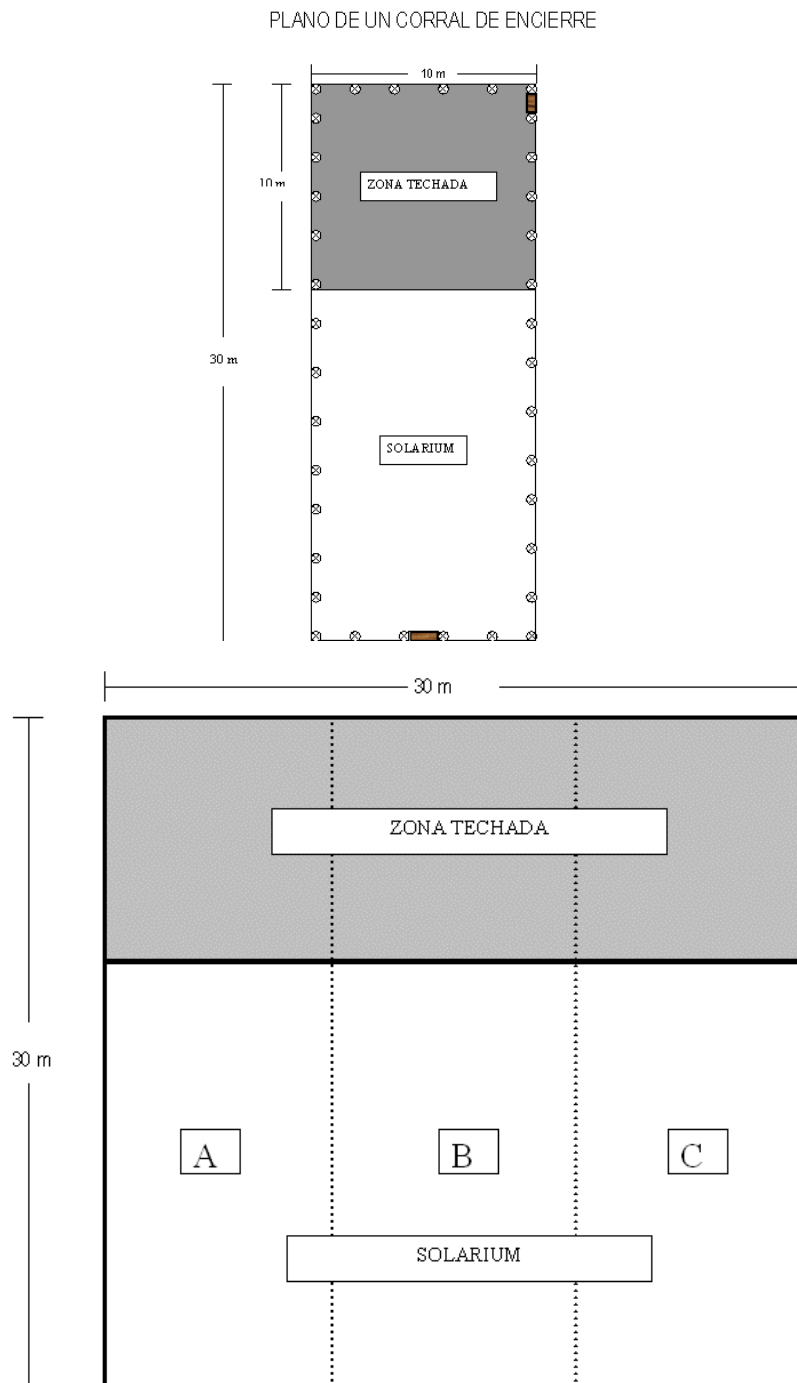 PLANO DE UN CORRAL DE ENCIERRE
10 m
10 m
ZONA TECHADA
30 m
SOLARIUM
30 m
ZONA TECHADA
30 m
A
B
C
SOLARIUM